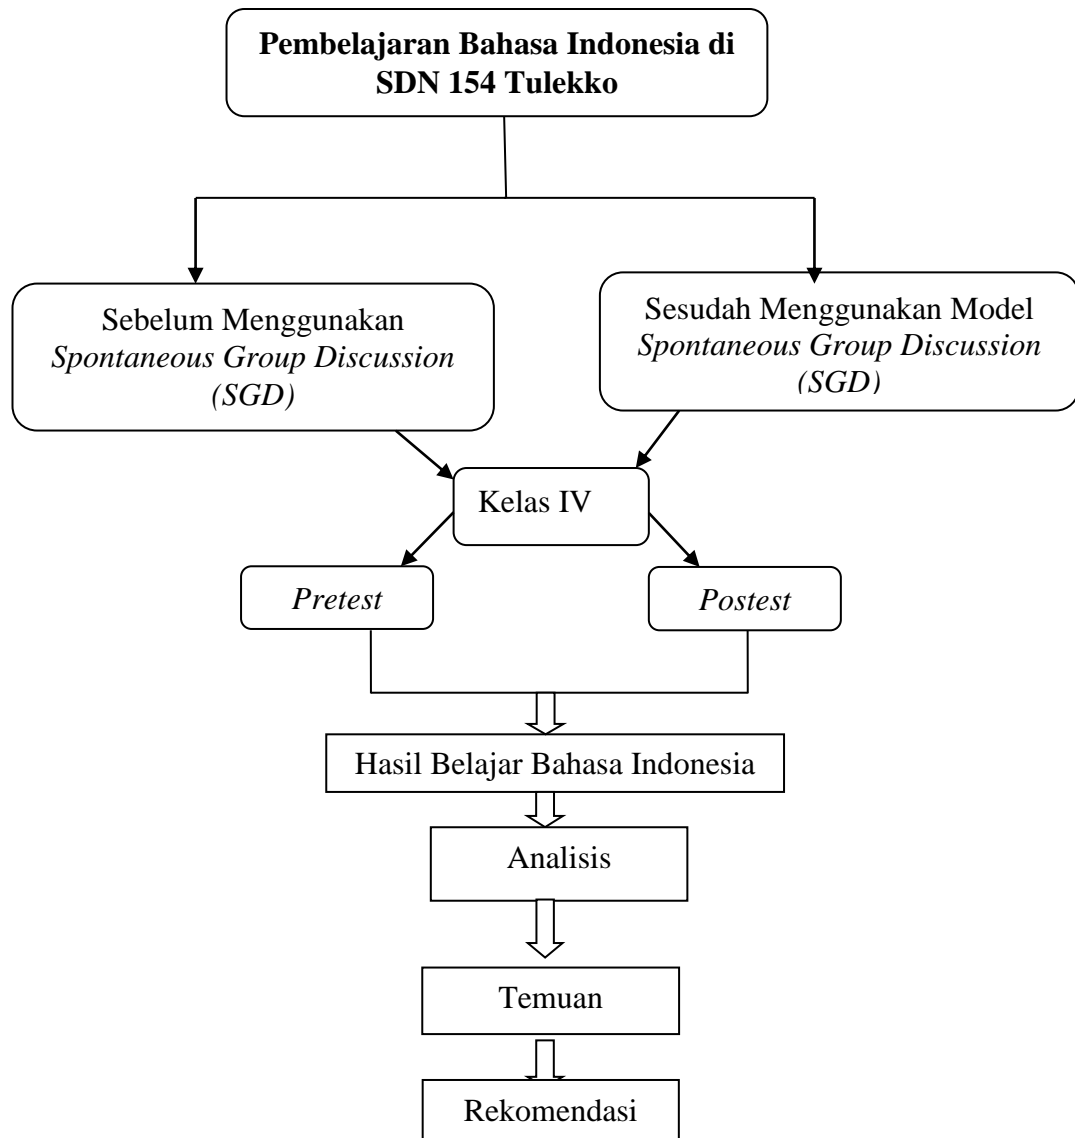 Pembelajaran Bahasa Indonesia di
SDN 154 Tulekko
Sebelum Menggunakan
Spontaneous Group Discussion
(SGD)
Sesudah Menggunakan Model
Spontaneous Group Discussion
(SGD)
Kelas IV
Pretest
Postest
Hasil Belajar Bahasa Indonesia
Analisis
Temuan
Rekomendasi